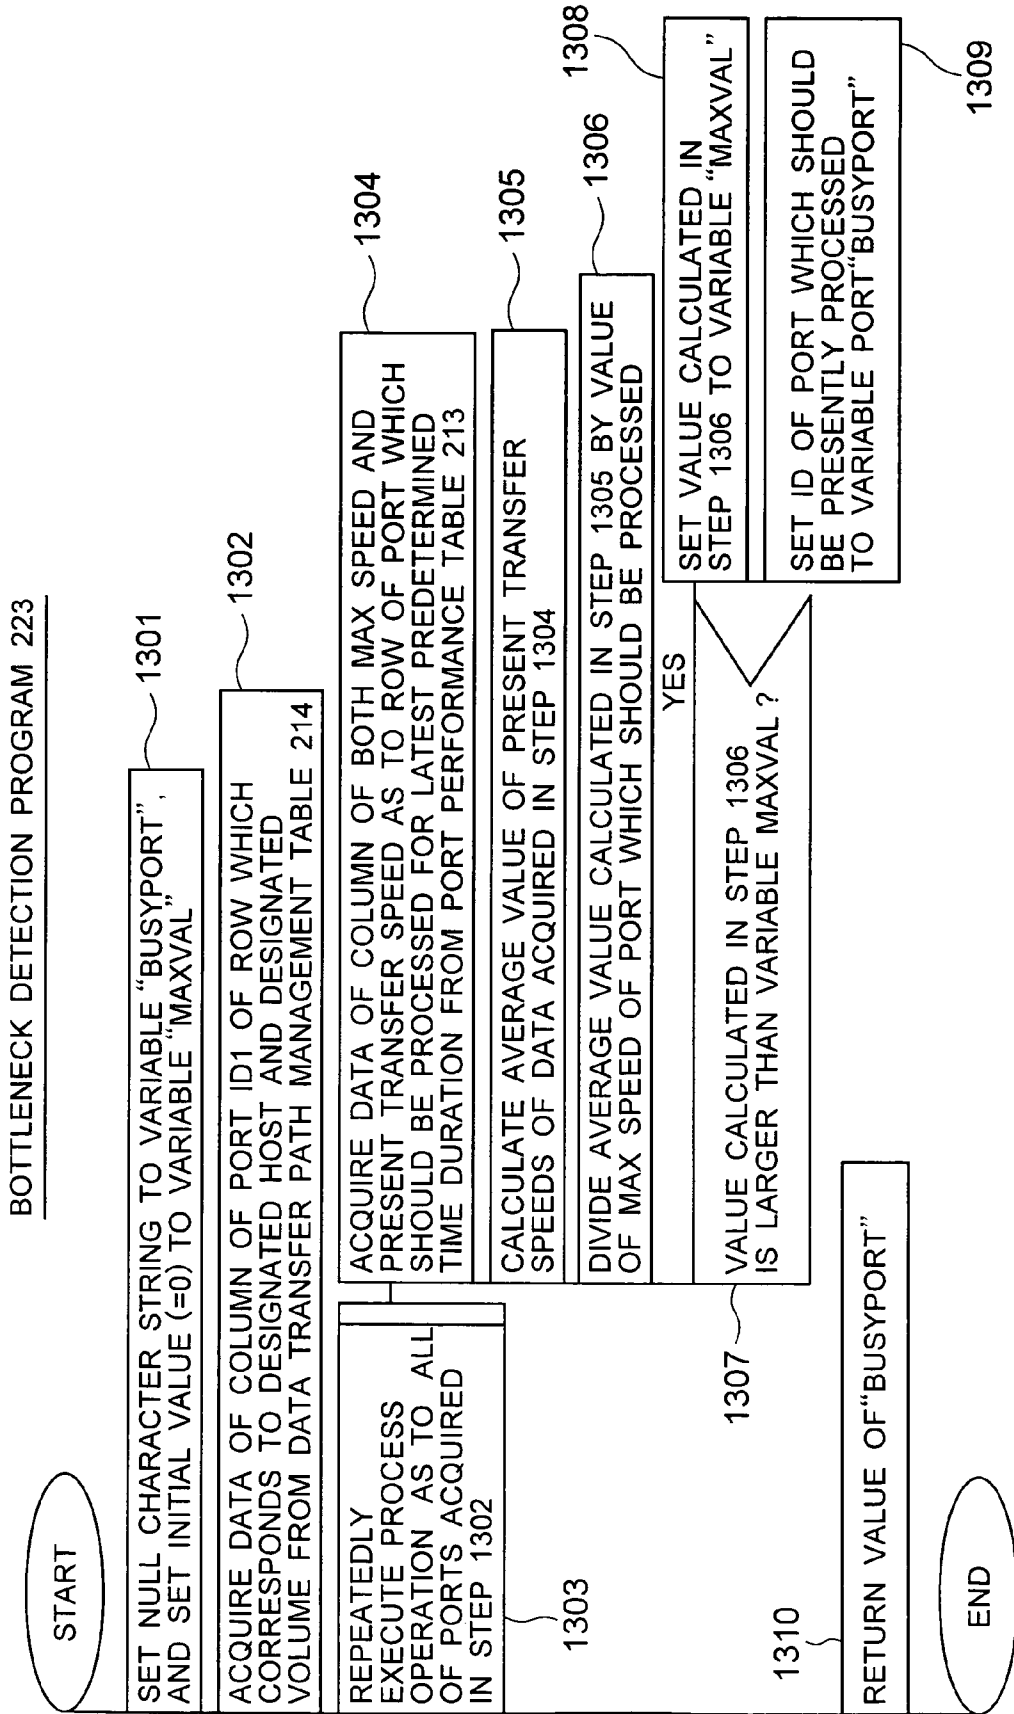 BOTTLENECK DETECTION PROGRAM 223
START
SET NULL CHARACTER STRING TO VARIABLE "BUSYPORT",
AND SET INITIAL VALUE (=0) TO VARIABLE "MAXVAL"
1301
ACQUIRE DATA OF COLUMN OF PORT ID1 OF ROW WHICH
CORRESPONDS TO DESIGNATED HOST AND DESIGNATED
VOLUME FROM DATA TRANSFER PATH MANAGEMENT TABLE 214
1302
REPEATEDLY
EXECUTE PROCESS
OPERATION AS TO ALL
OF PORTS ACQUIRED
IN STEP 1302
1303
ACQUIRE DATA OF COLUMN OF BOTH MAX SPEED AND
PRESENT TRANSFER SPEED AS TO ROW OF PORT WHICH
SHOULD BE PROCESSED FOR LATEST PREDETERMINED
TIME DURATION FROM PORT PERFORMANCE TABLE 213
1304
CALCULATE AVERAGE VALUE OF PRESENT TRANSFER
SPEEDS OF DATA ACQUIRED IN STEP 1304
1305
DIVIDE AVERAGE VALUE CALCULATED IN STEP 1305 BY VALUE
OF MAX SPEED OF PORT WHICH SHOULD BE PROCESSED
1306
YES
VALUE CALCULATED IN STEP 1306
IS LARGER THAN VARIABLE MAXVAL ?
1307
SET VALUE CALCULATED IN
STEP 1306 TO VARIABLE "MAXVAL"
1308
SET ID OF PORT WHICH SHOULD
BE PRESENTLY PROCESSED
TO VARIABLE PORT"BUSYPORT"
1309
1310
RETURN VALUE OF"BUSYPORT"
END